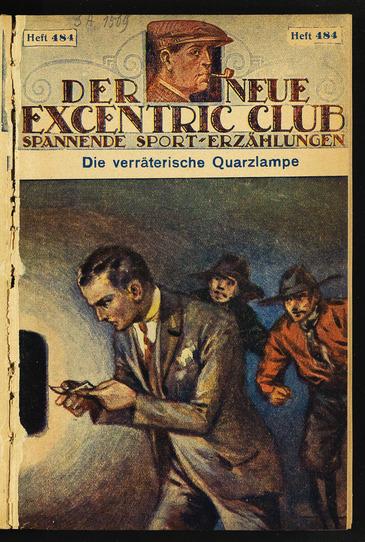 Heft 484
Heft 484
DER NEUE
EXCENTRIC CLUB
SPANNENDE SPORT-ERZÄHLUNGEN
Die verräterische Quarzlampe